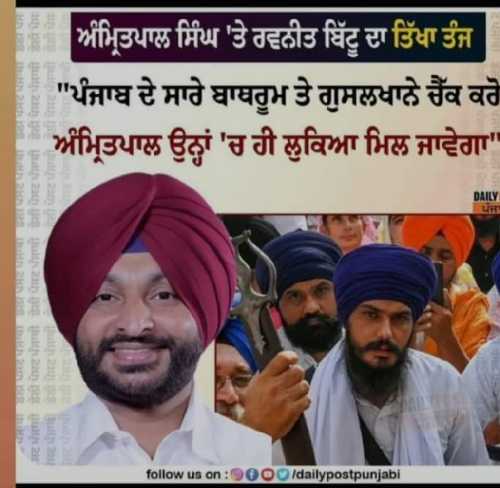 ਅੰਮ੍ਰਿਤਪਾਲ ਸਿੰਘ 'ਤੇ ਰਵਨੀਤ ਬਿੱਟੂ ਦਾ ਤਿੱਖਾ ਤੰਜ
"ਪੰਜਾਬ ਦੇ ਸਾਰੇ ਬਾਥਰੂਮ ਤੇ ਗੁਸਲਖਾਨੇ ਚੈੱਕ ਕਰੋ
ਅੰਮ੍ਰਿਤਪਾਲ ਉਨ੍ਹਾਂ 'ਚ ਹੀ ਲੁਕਿਆ ਮਿਲ ਜਾਵੇਗਾ"
DAILY
follow us on : /dailypostpunjabi